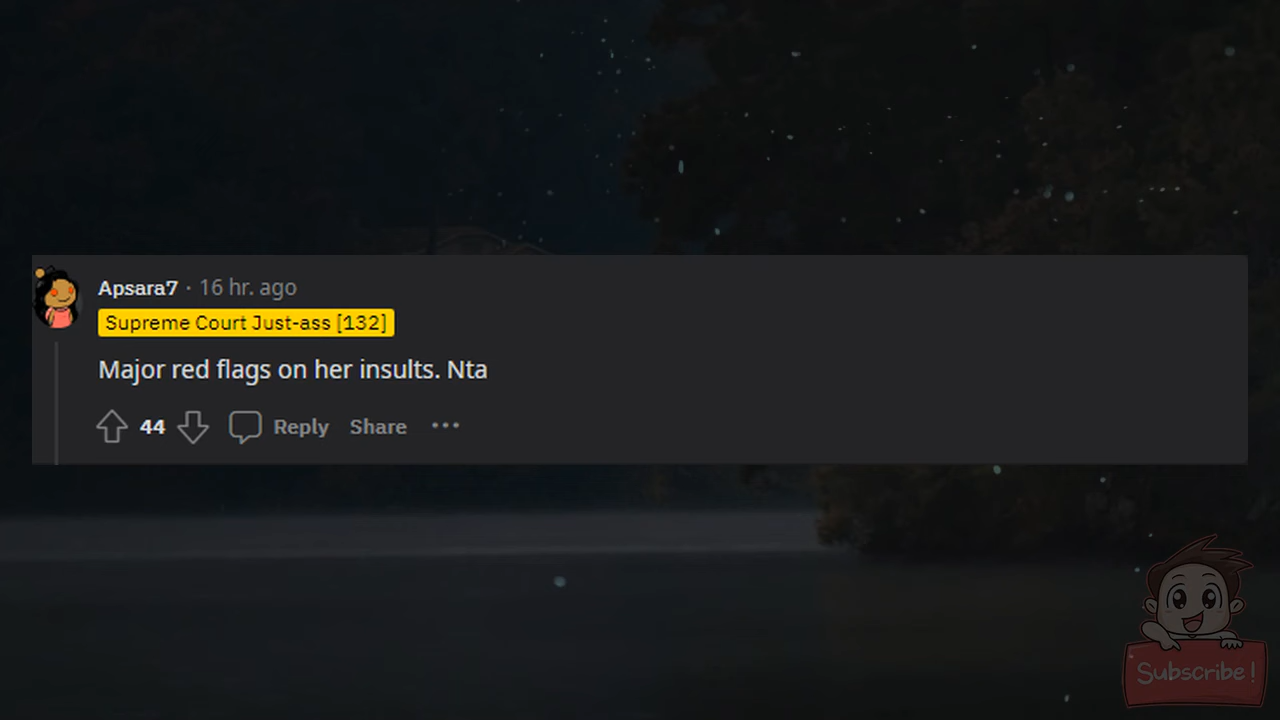 Apsara7 · 16 hr. ago
Supreme Court Just-ass [132]
Major red flags on her insults. Nta
44 Reply Share ···
Subscribe!